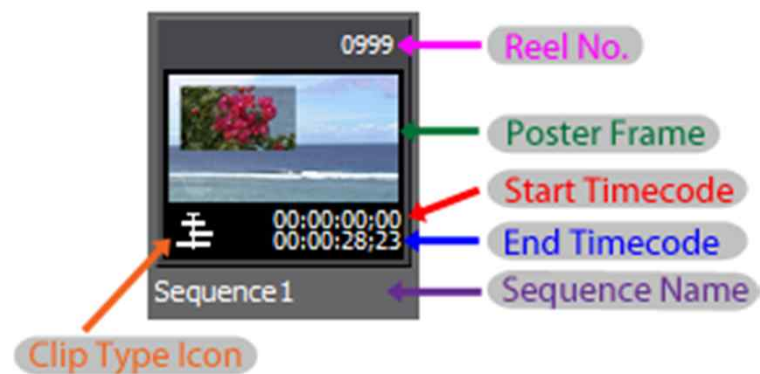 0999
Reel No.
Poster Frame
Start Timecode
00:00:00;00
00:00:28;23
End Timecode
Sequence1
Sequence Name
Clip Type Icon